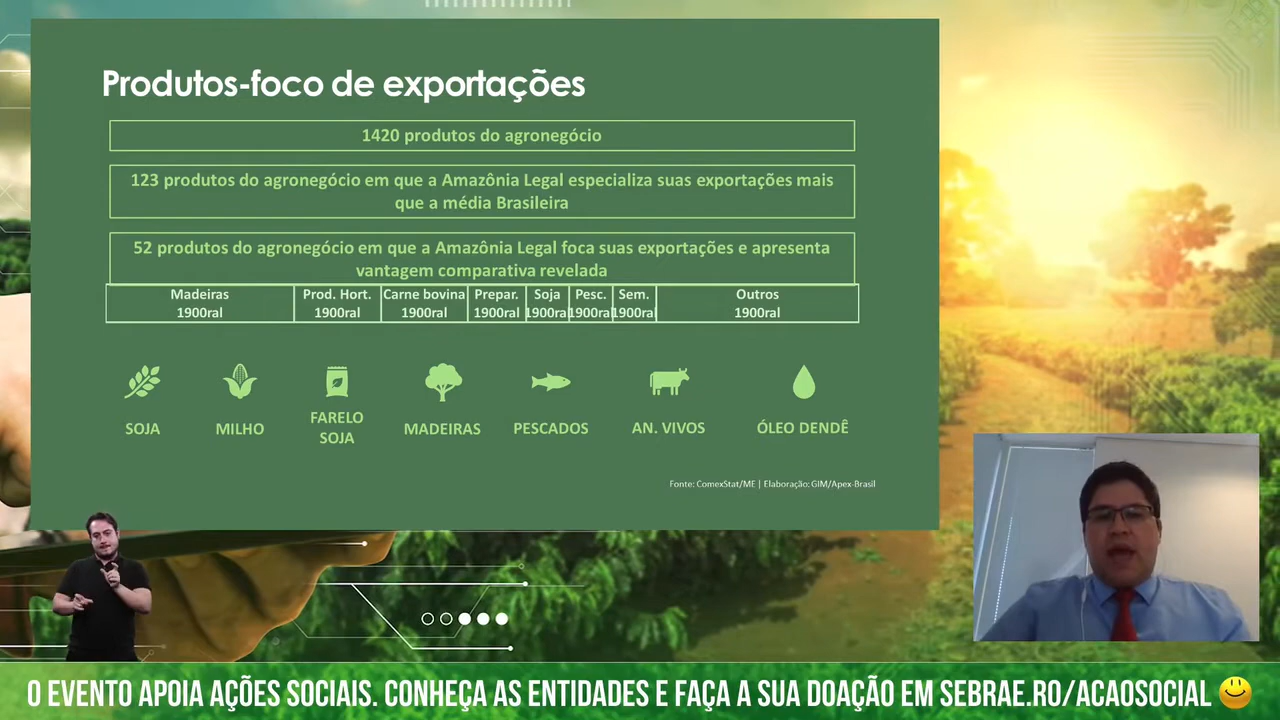 Produtos-foco de exportações
1420 produtos do agronegócio
123 produtos do agronegócio em que a Amazônia Legal especializa suas exportações mais
que a média Brasileira
52 produtos do agronegócio em que a Amazônia Legal foca suas exportações e apresenta
vantagem comparativa revelada
Madeiras Prod. Hort. Carne bovina Prepar. Soja Pesc. Sem. Outros
1900ral 1900ral 1900ral 1900ral 1900ral 1900ral 1900ral 1900ral
SOJA
MILHO
FARELO
SOJA
MADEIRAS
PESCADOS
AN. VIVOS
ÓLEO DENDÊ
Fonte: ComexStat/ME | Elaboração: GIM/Apex-Brasil
O EVENTO APOIA AÇÕES SOCIAIS. CONHEÇA AS ENTIDADES E FAÇA A SUA DOAÇÃO EM SEBRAE.RO/ACAOSOCIAL